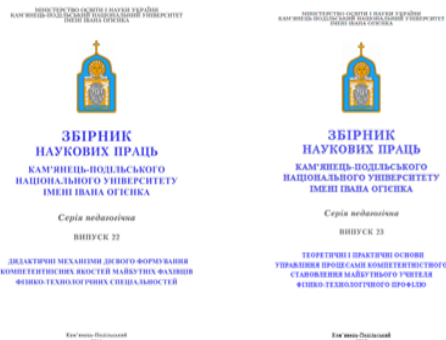 МІНІСТЕРСТВО ОСВІТИ І НАУКИ УКРАЇНИ
КАМ'ЯНЕЦЬ-ПОДІЛЬСЬКИЙ НАЦІОНАЛЬНИЙ УНІВЕРСИТЕТ
ІМЕНІ ІВАНА ОГІЄНКА
ЗБІРНИК
НАУКОВИХ ПРАЦЬ
КАМ'ЯНЕЦЬ-ПОДІЛЬСЬКОГО
НАЦІОНАЛЬНОГО УНІВЕРСИТЕТУ
ІМЕНІ ІВАНА ОГІЄНКА
Серія педагогічна
ВИПУСК 22
ДИДАКТИЧНІ МЕХАНІЗМИ ДІЄВОГО ФОРМУВАННЯ
КОМПЕТЕНТНІСНИХ ЯКОСТЕЙ МАЙБУТНІХ ФАХІВЦІВ
ФІЗИКО-ТЕХНОЛОГІЧНИХ СПЕЦІАЛЬНОСТЕЙ
Кам'янець-Подільський
МІНІСТЕРСТВО ОСВІТИ І НАУКИ УКРАЇНИ
КАМ'ЯНЕЦЬ-ПОДІЛЬСЬКИЙ НАЦІОНАЛЬНИЙ УНІВЕРСИТЕТ
ІМЕНІ ІВАНА ОГІЄНКА
ЗБІРНИК
НАУКОВИХ ПРАЦЬ
КАМ'ЯНЕЦЬ-ПОДІЛЬСЬКОГО
НАЦІОНАЛЬНОГО УНІВЕРСИТЕТУ
ІМЕНІ ІВАНА ОГІЄНКА
Серія педагогічна
ВИПУСК 23
ТЕОРЕТИЧНІ І ПРАКТИЧНІ ОСНОВИ
УПРАВЛІННЯ ПРОЦЕСАМИ КОМПЕТЕНТНІСТНОГО
СТАНОВЛЕННЯ МАЙБУТНЬОГО УЧИТЕЛЯ
ФІЗИКО-ТЕХНОЛОГІЧНОГО ПРОФІЛЮ
Кам'янець-Подільський